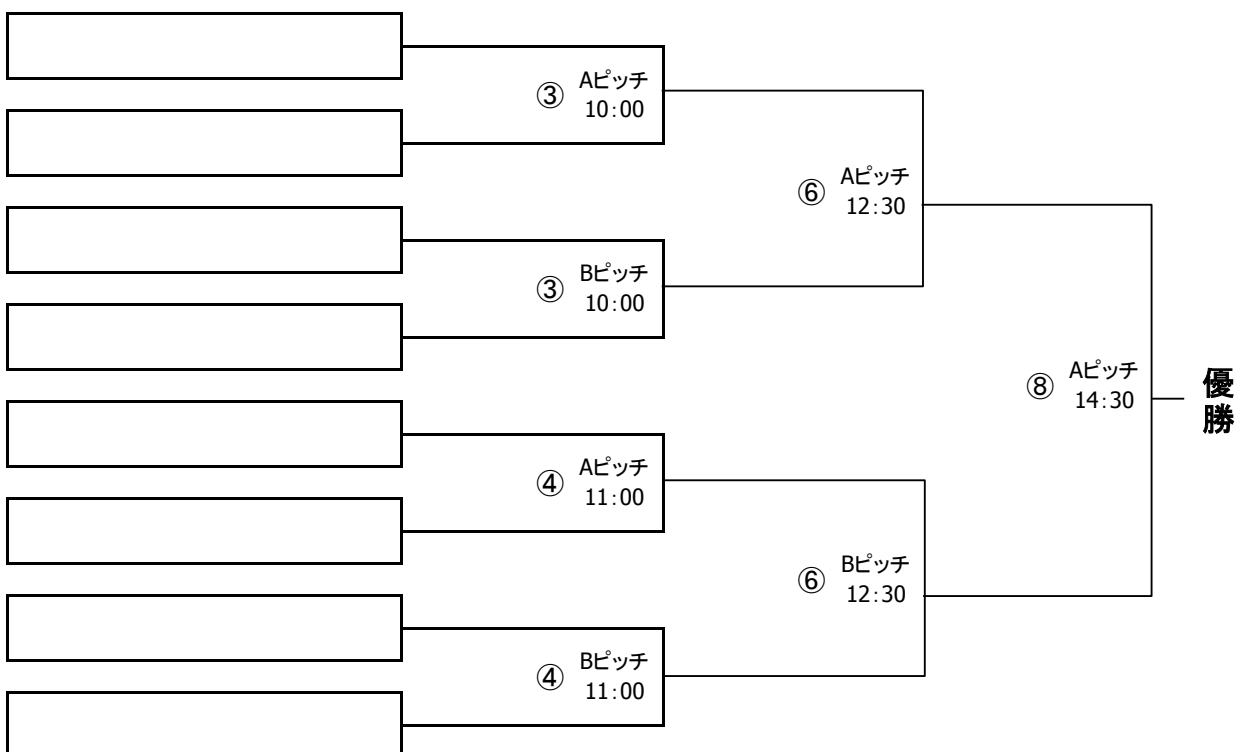 ③ Aピッチ
10:00
⑥ Aピッチ
12:30
③ Bピッチ
10:00
⑧ Aピッチ
14:30
優
勝
④ Aピッチ
11:00
⑥ Bピッチ
12:30
④ Bピッチ
11:00